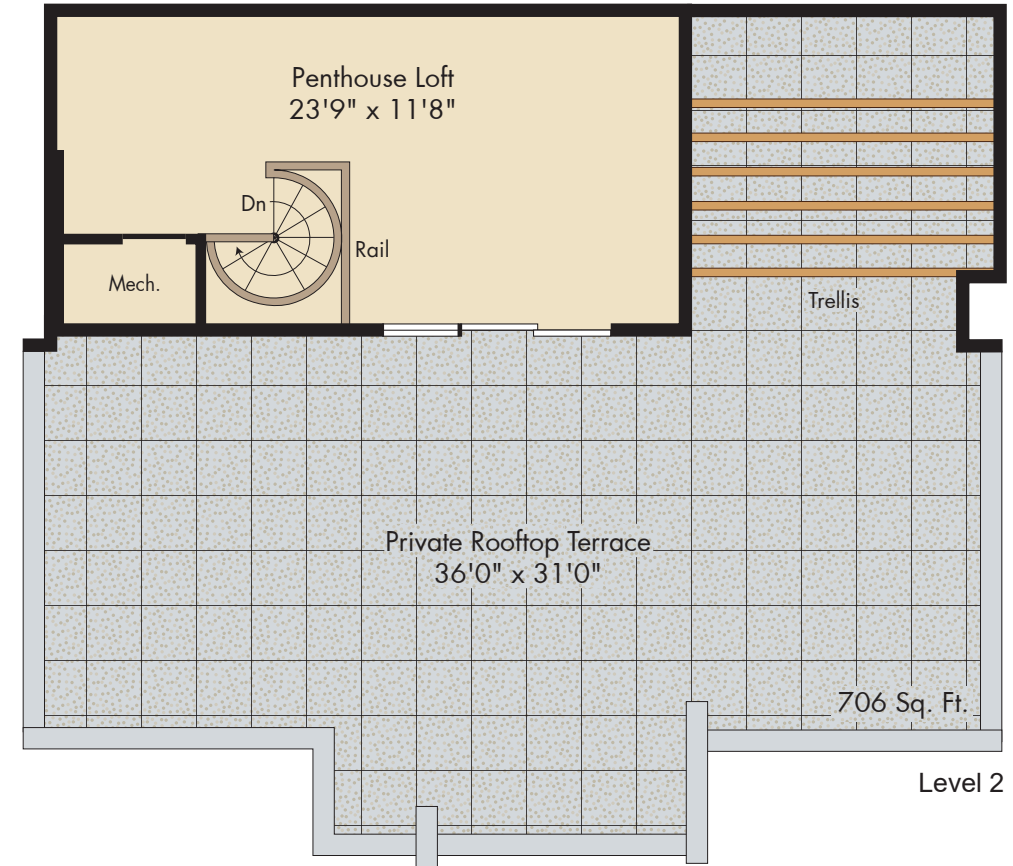 Penthouse Loft
23'9" x 11'8"
Dn
Rail
Mech.
Trellis
Private Rooftop Terrace
36'0" x 31'0"
706 Sq. Ft.
Level 2